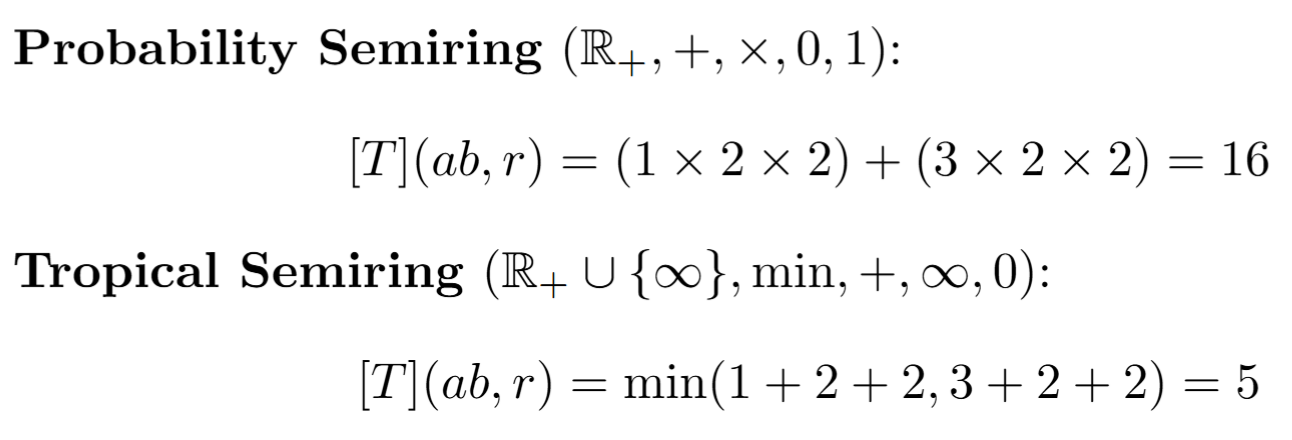 Probability Semiring (ℝ₊, +, ×, 0, 1):
[T](ab, r) = (1 × 2 × 2) + (3 × 2 × 2) = 16
Tropical Semiring (ℝ₊ ∪ {∞}, min, +, ∞, 0):
[T](ab, r) = min(1 + 2 + 2, 3 + 2 + 2) = 5